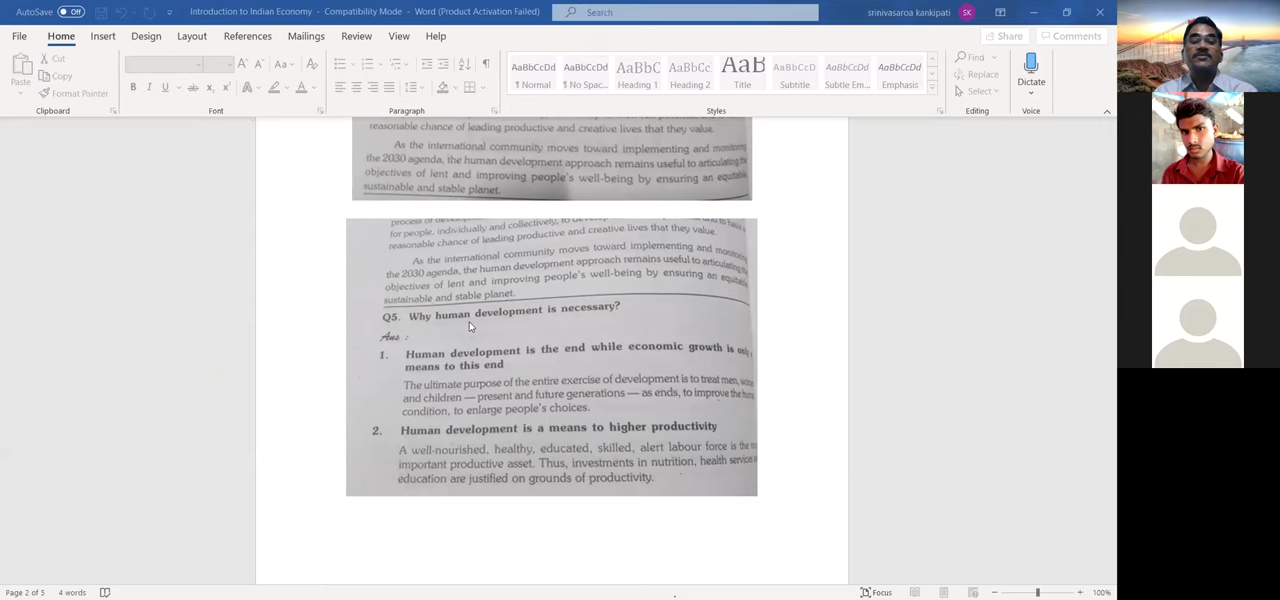 AutoSave Off Introduction to Indian Economy - Compatibility Mode - Word (Product Activation Failed) Search srinivasaroa kankipati SK
File Home Insert Design Layout References Mailings Review View Help Share Comments
Cut
Copy
Format Painter
Paste
Clipboard Font Paragraph Styles Editing Voice
AaBbCcDd AaBbCcDd AaBbC AaBbCc AaB AaBbCcD AaBbCcDd AaBbCcDd
¶ Normal ¶ No Spac... Heading 1 Heading 2 Title Subtitle Subtle Em... Emphasis
Find
Replace
Select
Dictate
reasonable chance of leading productive and creative lives that they value.
As the international community moves toward implementing and monitoring
the 2030 agenda, the human development approach remains useful to articulating the
objectives of lent and improving people's well-being by ensuring an equitable
sustainable and stable planet.
process of
for people, individually and collectively, to
reasonable chance of leading productive and creative lives that they value.
As the international community moves toward implementing and monitoring
the 2030 agenda, the human development approach remains useful to articulating the
objectives of lent and improving people's well-being by ensuring an equitable
sustainable and stable planet.
Q5. Why human development is necessary?
Ans :
1. Human development is the end while economic growth is only
means to this end
The ultimate purpose of the entire exercise of development is to treat men,
and children — present and future generations — as ends, to improve the
condition, to enlarge people's choices.
2. Human development is a means to higher productivity
A well-nourished, healthy, educated, skilled, alert labour force is the
important productive asset. Thus, investments in nutrition, health service
education are justified on grounds of productivity.
Page 2 of 5 4 words Focus 100%